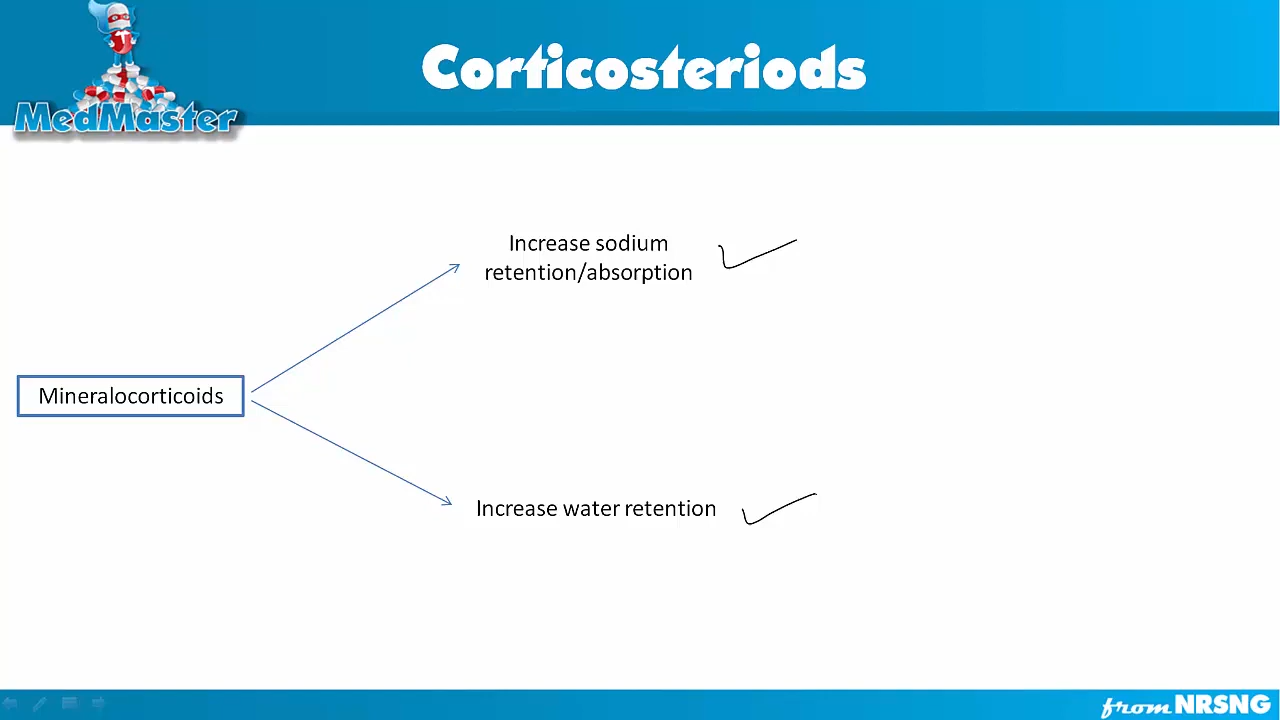 MedMaster
Corticosteriods
Increase sodium
retention/absorption
Mineralocorticoids
Increase water retention
from NRSNG